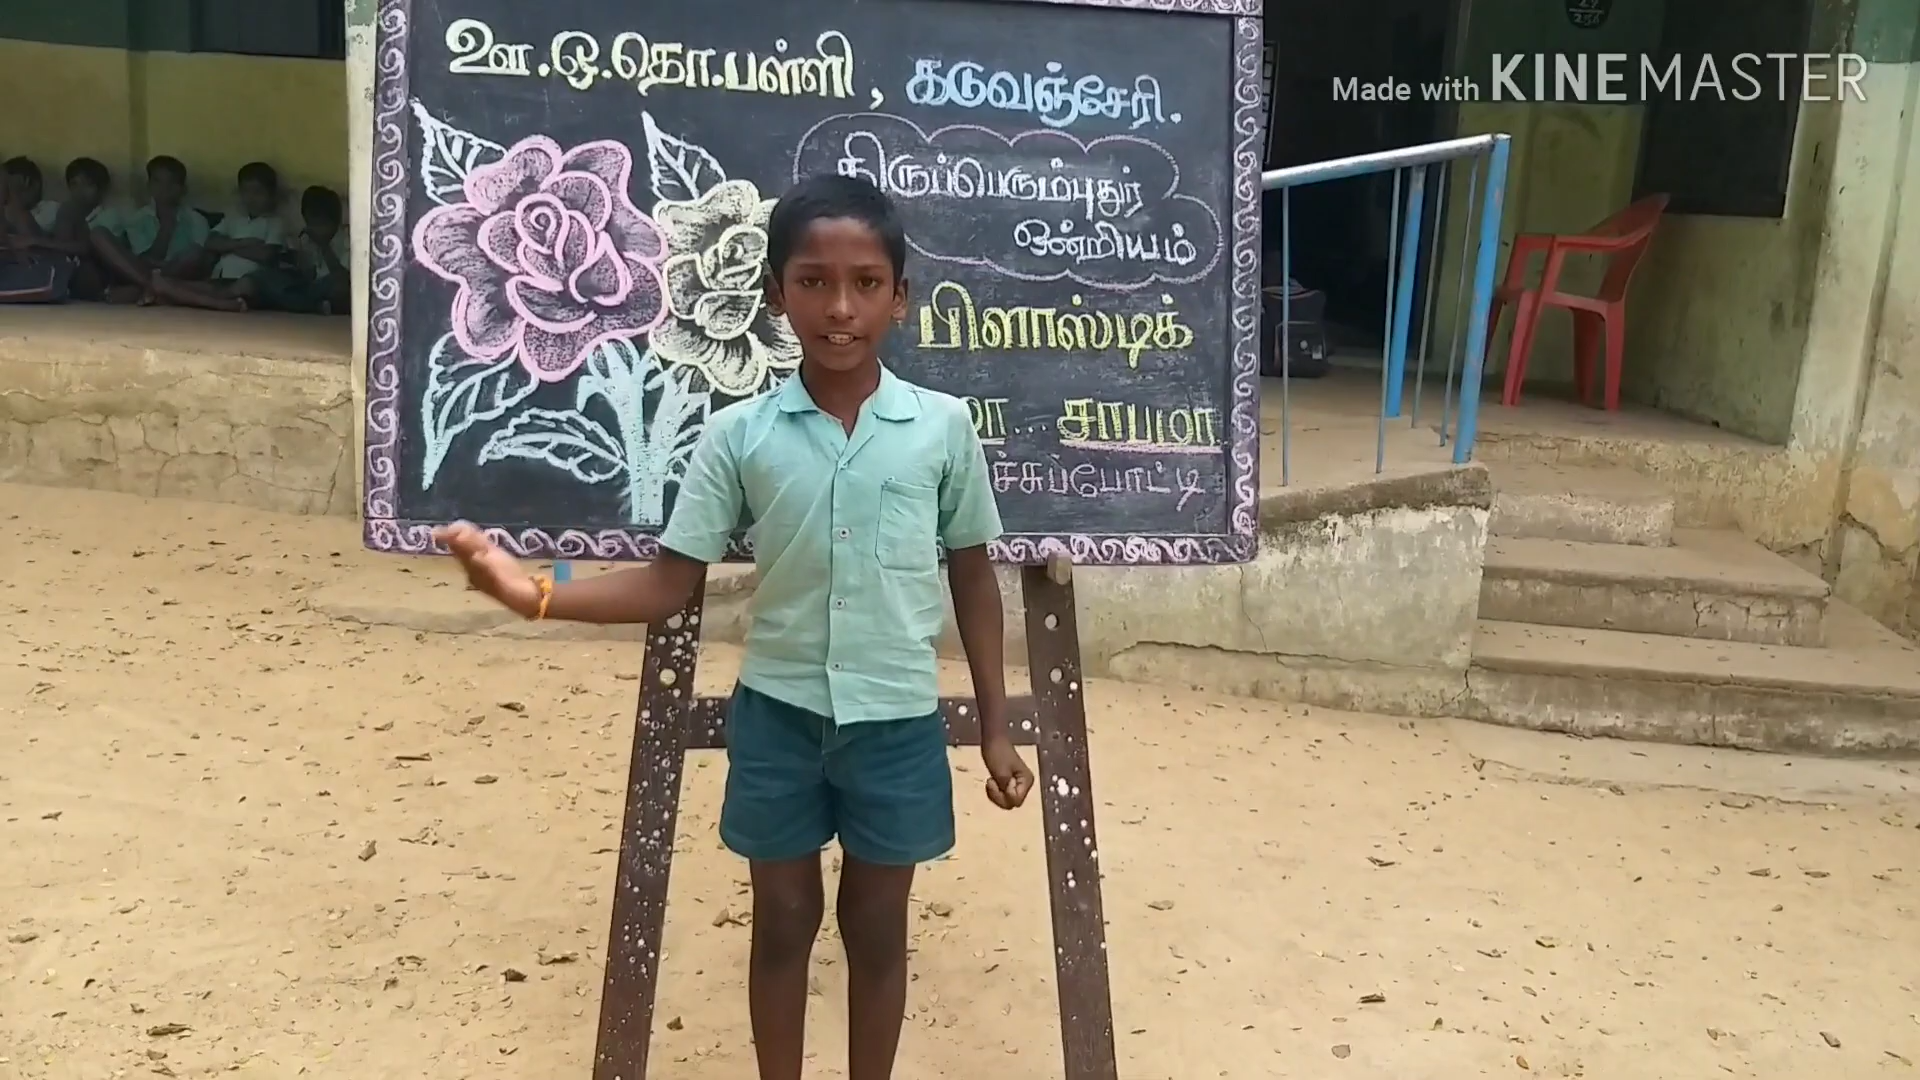 ஊ.ஒ.தொ.பள்ளி, கடுவஞ்சேரி.
திருப்பெரும்புதூர்
ஒன்றியம்
பிளாஸ்டிக்
மா... சாபமா
ச்சுப்போட்டி
Made with KINEMASTER